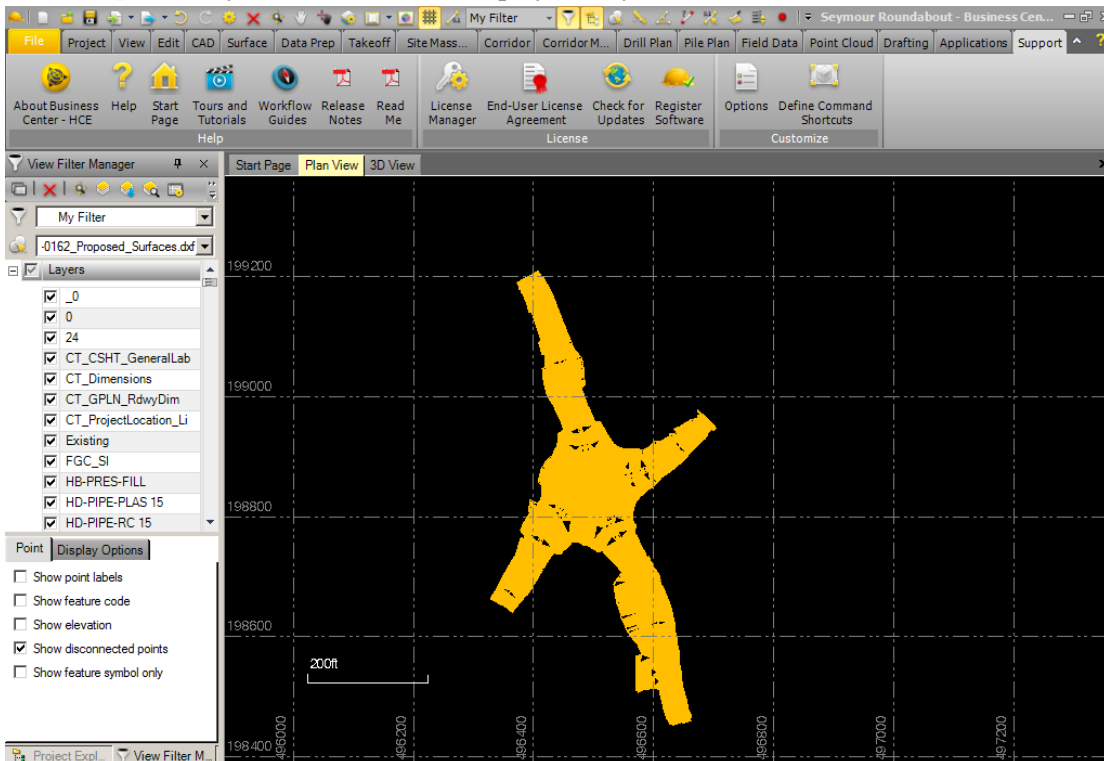 My Filter
Seymour Roundabout - Business Cen...
File Project View Edit CAD Surface Data Prep Takeoff Site Mass... Corridor Corridor M... Drill Plan Pile Plan Field Data Point Cloud Drafting Applications Support
About Business Center - HCE
Help
Start Page
Tours and Tutorials
Workflow Guides
Release Notes
Read Me
License Manager
End-User License Agreement
Check for Updates
Register Software
Options
Define Command Shortcuts
Help License Customize
View Filter Manager
Start Page Plan View 3D View
My Filter
-0162_Proposed_Surfaces.dxf
Layers
_0
0
24
CT_CSHT_GeneralLab
CT_Dimensions
CT_GPLN_RdwyDim
CT_ProjectLocation_Li
Existing
FGC_SI
HB-PRES-FILL
HD-PIPE-PLAS 15
HD-PIPE-RC 15
Point Display Options
Show point labels
Show feature code
Show elevation
Show disconnected points
Show feature symbol only
Project Expl... View Filter M...
199200
199000
198800
198600
198400
200ft
496000
496200
496400
496600
496800
497000
497200